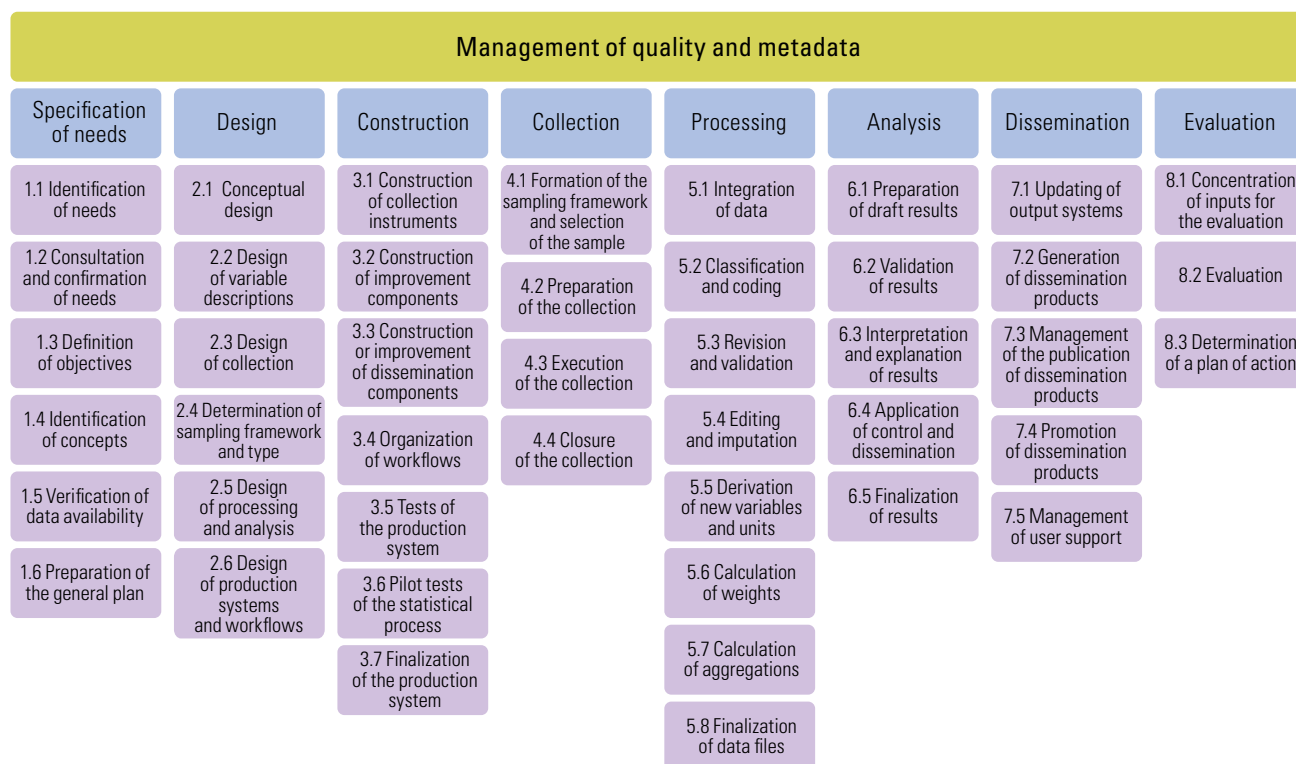 Management of quality and metadata
Specification
of needs
Design
Construction
Collection
Processing
Analysis
Dissemination
Evaluation
1.1 Identification
of needs
1.2 Consultation
and confirmation
of needs
1.3 Definition
of objectives
1.4 Identification
of concepts
1.5 Verification of
data availability
1.6 Preparation of
the general plan
2.1 Conceptual
design
2.2 Design
of variable
descriptions
2.3 Design
of collection
2.4 Determination of
sampling framework
and type
2.5 Design
of processing
and analysis
2.6 Design
of production
systems
and workflows
3.1 Construction
of collection
instruments
3.2 Construction
of improvement
components
3.3 Construction
or improvement
of dissemination
components
3.4 Organization
of workflows
3.5 Tests of
the production
system
3.6 Pilot tests
of the statistical
process
3.7 Finalization
of the production
system
4.1 Formation of the
sampling framework
and selection
of the sample
4.2 Preparation
of the collection
4.3 Execution
of the collection
4.4 Closure
of the collection
5.1 Integration
of data
5.2 Classification
and coding
5.3 Revision
and validation
5.4 Editing
and imputation
5.5 Derivation
of new variables
and units
5.6 Calculation
of weights
5.7 Calculation
of aggregations
5.8 Finalization
of data files
6.1 Preparation
of draft results
6.2 Validation
of results
6.3 Interpretation
and explanation
of results
6.4 Application
of control and
dissemination
6.5 Finalization
of results
7.1 Updating of
output systems
7.2 Generation
of dissemination
products
7.3 Management
of the publication
of dissemination
products
7.4 Promotion
of dissemination
products
7.5 Management
of user support
8.1 Concentration
of inputs for
the evaluation
8.2 Evaluation
8.3 Determination
of a plan of action